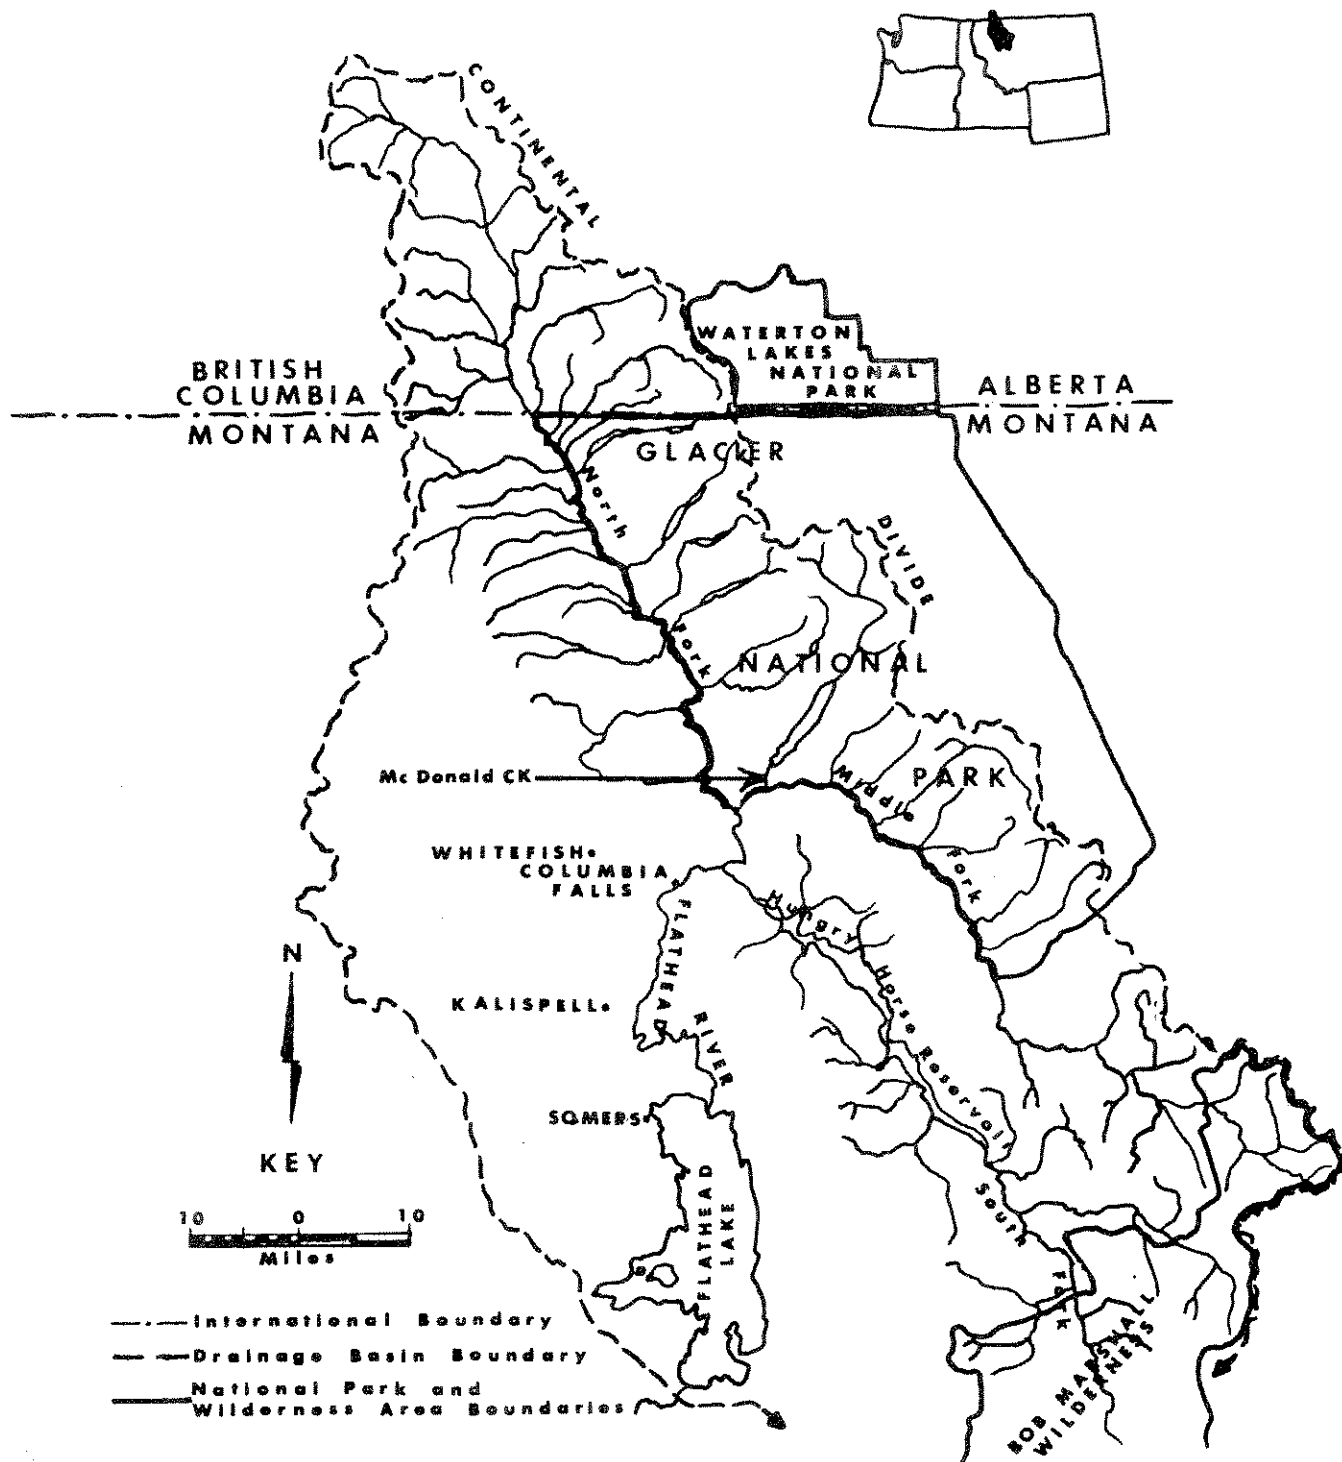 CONTINENTAL
WATERTON
LAKES
NATIONAL
PARK
BRITISH
COLUMBIA
MONTANA
ALBERTA
MONTANA
GLACIER
North
DIVIDE
Fork
NATIONAL
Mc Donald CK
Middle
PARK
WHITEFISH
COLUMBIA
FALLS
Fork
Hungry
FLATHEAD
N
Horse
KALISPELL
RIVER
Reservoir
SOMERS
KEY
South
FLATHEAD
LAKE
10 0 10
Miles
Fork
International Boundary
Drainage Basin Boundary
National Park and
Wilderness Area Boundaries
BOB MARSHALL
WILDERNESS